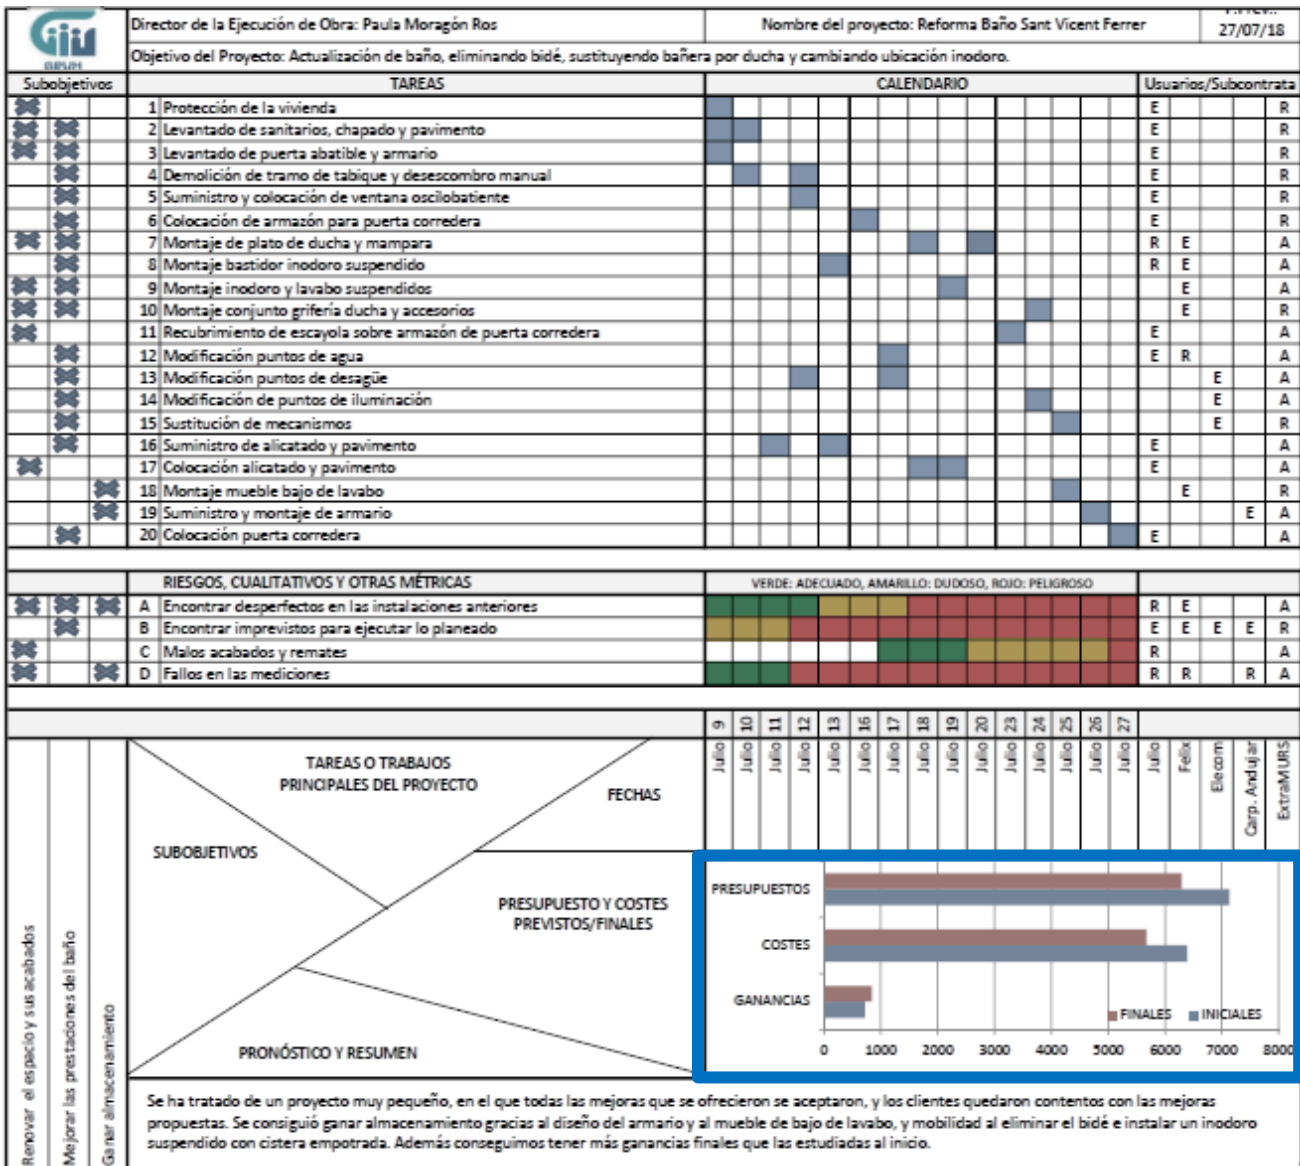 Director de la Ejecución de Obra: Paula Moragón Ros
Nombre del proyecto: Reforma Baño Sant Vicent Ferrer
27/07/18
Objetivo del Proyecto: Actualización de baño, eliminando bidé, sustituyendo bañera por ducha y cambiando ubicación inodoro.
Subobjetivos TAREAS CALENDARIO Usuarios/Subcontrata
1 Protección de la vivienda E R
2 Levantado de sanitarios, chapado y pavimento E R
3 Levantado de puerta abatible y armario E R
4 Demolición de tramo de tabique y desescombro manual E R
5 Suministro y colocación de ventana oscilobatiente E R
6 Colocación de armazón para puerta corredera E R
7 Montaje de plato de ducha y mampara R E A
8 Montaje bastidor inodoro suspendido R E A
9 Montaje inodoro y lavabo suspendidos E A
10 Montaje conjunto grifería ducha y accesorios E R
11 Recubrimiento de escayola sobre armazón de puerta corredera E A
12 Modificación puntos de agua E R A
13 Modificación puntos de desagüe E A
14 Modificación de puntos de iluminación E A
15 Sustitución de mecanismos E R
16 Suministro de alicatado y pavimento E A
17 Colocación alicatado y pavimento E A
18 Montaje mueble bajo de lavabo E R
19 Suministro y montaje de armario E A
20 Colocación puerta corredera E A
RIESGOS, CUALITATIVOS Y OTRAS MÉTRICAS VERDE: ADECUADO, AMARILLO: DUDOSO, ROJO: PELIGROSO
A Encontrar desperfectos en las instalaciones anteriores R E A
B Encontrar imprevistos para ejecutar lo planeado E E E E R
C Malos acabados y remates R A
D Fallos en las mediciones R R R A
Julio 9
Julio 10
Julio 11
Julio 12
Julio 13
Julio 16
Julio 17
Julio 18
Julio 19
Julio 20
Julio 23
Julio 24
Julio 25
Julio 26
Julio 27
Julio
Felix
Elecom
Carp. Andujar
ExtraMURS
TAREAS O TRABAJOS
PRINCIPALES DEL PROYECTO
FECHAS
SUBOBJETIVOS
PRESUPUESTO Y COSTES
PREVISTOS/FINALES
PRONÓSTICO Y RESUMEN
Renovar el espacio y sus acabados
Mejorar las prestaciones del baño
Ganar almacenamiento
PRESUPUESTOS
COSTES
GANANCIAS
FINALES INICIALES
0 1000 2000 3000 4000 5000 6000 7000 8000
Se ha tratado de un proyecto muy pequeño, en el que todas las mejoras que se ofrecieron se aceptaron, y los clientes quedaron contentos con las mejoras
propuestas. Se consiguió ganar almacenamiento gracias al diseño del armario y al mueble de bajo de lavabo, y mobilidad al eliminar el bidé e instalar un inodoro
suspendido con cisterna empotrada. Además conseguimos tener más ganancias finales que las estudiadas al inicio.